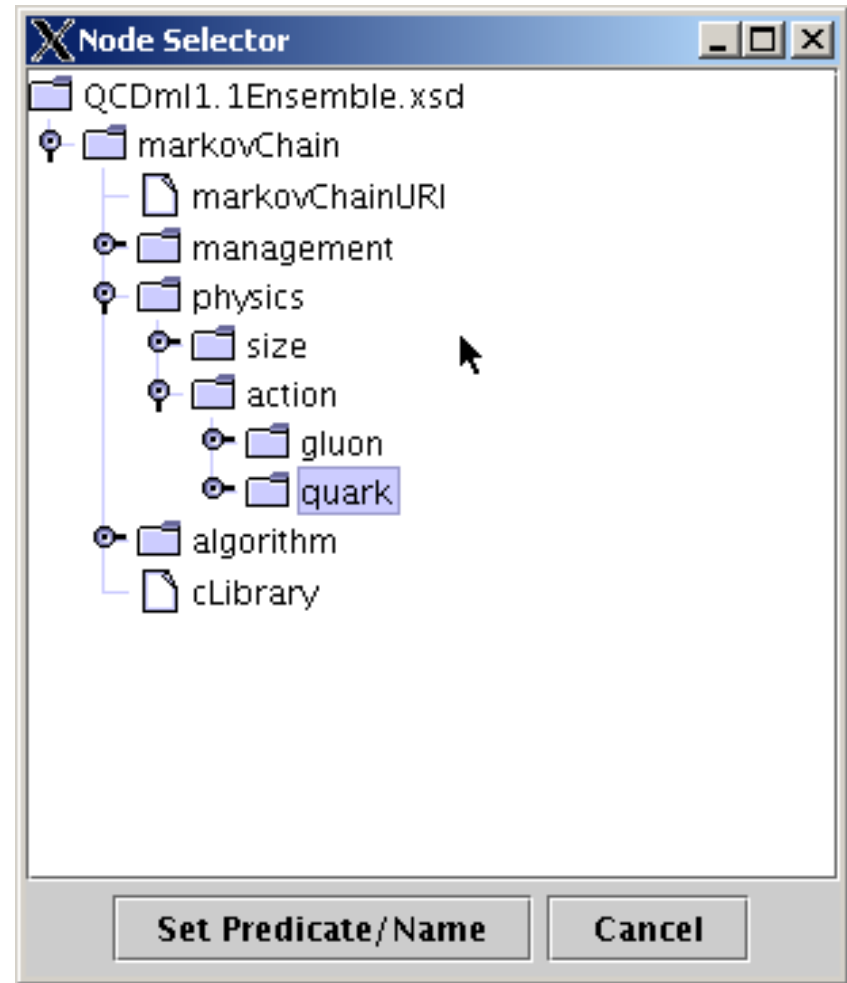 Node Selector
QCDml1.1Ensemble.xsd
markovChain
markovChainURI
management
physics
size
action
gluon
quark
algorithm
cLibrary
Set Predicate/Name
Cancel